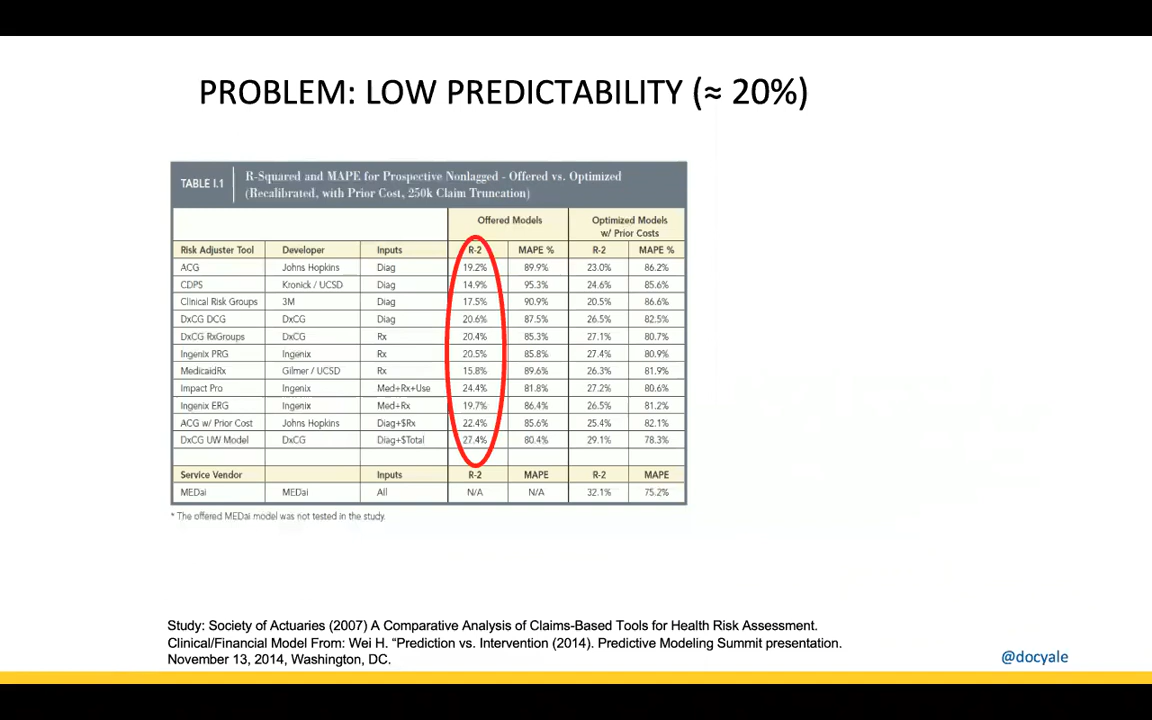 PROBLEM: LOW PREDICTABILITY (≈ 20%)
TABLE I.1 R-Squared and MAPE for Prospective Nonlagged - Offered vs. Optimized
(Recalibrated, with Prior Cost, 250k Claim Truncation)
Offered Models Optimized Models
w/ Prior Costs
Risk Adjuster Tool Developer Inputs R-2 MAPE % R-2 MAPE %
ACG Johns Hopkins Diag 19.2% 89.9% 23.0% 86.2%
CDPS Kronick / UCSD Diag 14.9% 95.3% 24.6% 85.6%
Clinical Risk Groups 3M Diag 17.5% 90.9% 20.5% 86.6%
DxCG DCG DxCG Diag 20.6% 87.5% 26.5% 82.5%
DxCG RxGroups DxCG Rx 20.4% 85.3% 27.1% 80.7%
Ingenix PRG Ingenix Rx 20.5% 85.8% 27.4% 80.9%
MedicaidRx Gilmer / UCSD Rx 15.8% 89.6% 26.3% 81.9%
Impact Pro Ingenix Med+Rx+Use 24.4% 81.8% 27.2% 80.6%
Ingenix ERG Ingenix Med+Rx 19.7% 86.4% 26.5% 81.2%
ACG w/ Prior Cost Johns Hopkins Diag+$Rx 22.4% 85.6% 25.4% 82.1%
DxCG UW Model DxCG Diag+$Total 27.4% 80.4% 29.1% 78.3%
Service Vendor Inputs R-2 MAPE R-2 MAPE
MEDai MEDai All N/A N/A 32.1% 75.2%
* The offered MEDai model was not tested in the study.
Study: Society of Actuaries (2007) A Comparative Analysis of Claims-Based Tools for Health Risk Assessment.
Clinical/Financial Model From: Wei H. “Prediction vs. Intervention (2014). Predictive Modeling Summit presentation.
November 13, 2014, Washington, DC.
@docyale